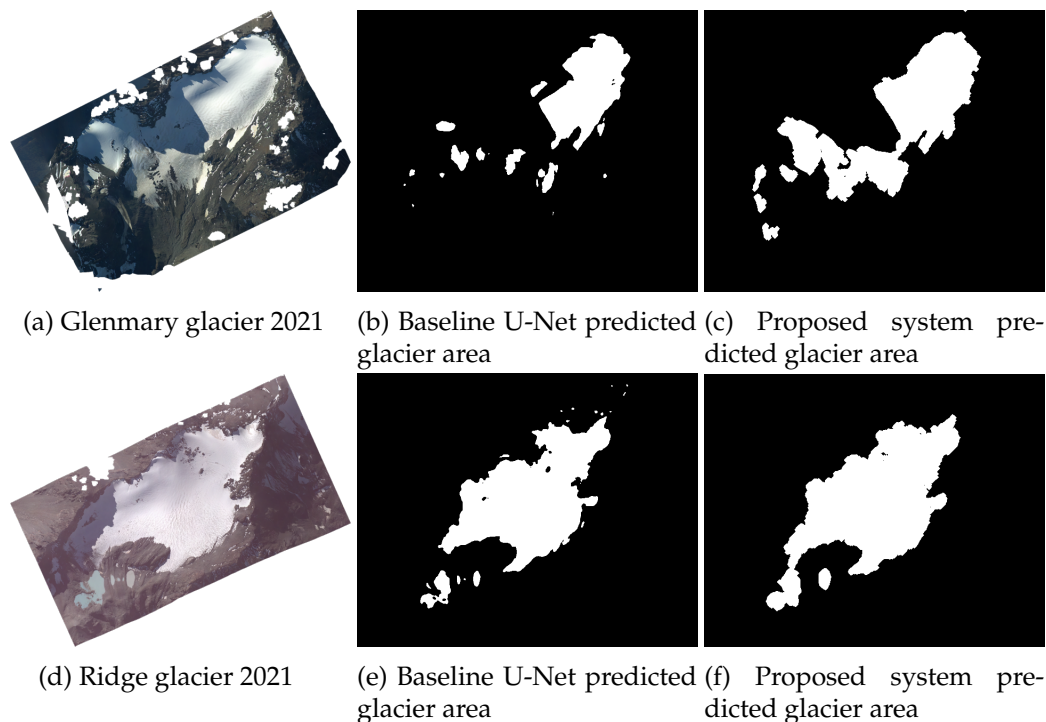 (a) Glenmary glacier 2021
(b) Baseline U-Net predicted
glacier area
(c) Proposed system pre-
dicted glacier area
(d) Ridge glacier 2021
(e) Baseline U-Net predicted
glacier area
(f) Proposed system pre-
dicted glacier area